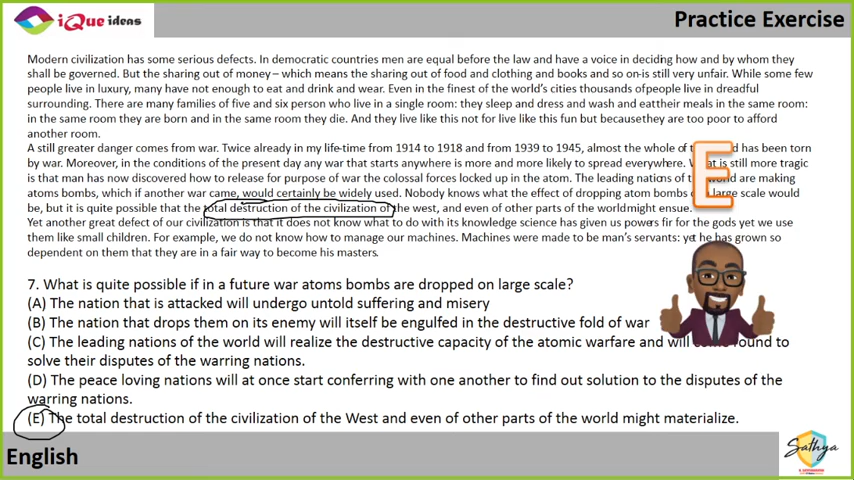 iQue ideas
Practice Exercise
Modern civilization has some serious defects. In democratic countries men are equal before the law and have a voice in deciding how and by whom they
shall be governed. But the sharing out of money – which means the sharing out of food and clothing and books and so on-is still very unfair. While some few
people live in luxury, many have not enough to eat and drink and wear. Even in the finest of the world's cities thousands of people live in dreadful
surrounding. There are many families of five and six person who live in a single room: they sleep and dress and wash and eattheir meals in the same room:
in the same room they are born and in the same room they die. And they live like this not for live like this fun but becausethey are too poor to afford
another room.
A still greater danger comes from war. Twice already in my life-time from 1914 to 1918 and from 1939 to 1945, almost the whole of has been torn
by war. Moreover, in the conditions of the present day any war that starts anywhere is more and more likely to spread everywhere. is still more tragic
is that man has now discovered how to release for purpose of war the colossal forces locked up in the atom. The leading nations of the are making
atoms bombs, which if another war came, would certainly be widely used. Nobody knows what the effect of dropping atom bombs large scale would
be, but it is quite possible that the total destruction of the civilization of the west, and even of other parts of the world might ensue.
Yet another great defect of our civilization is that it does not know what to do with its knowledge science has given us powers fir for the gods yet we use
them like small children. For example, we do not know how to manage our machines. Machines were made to be man's servants: yet he has grown so
dependent on them that they are in a fair way to become his masters.
E
7. What is quite possible if in a future war atoms bombs are dropped on large scale?
(A) The nation that is attacked will undergo untold suffering and misery
(B) The nation that drops them on its enemy will itself be engulfed in the destructive fold of war
(C) The leading nations of the world will realize the destructive capacity of the atomic warfare and will round to
solve their disputes of the warring nations.
(D) The peace loving nations will at once start conferring with one another to find out solution to the disputes of the
warring nations.
(E) The total destruction of the civilization of the West and even of other parts of the world might materialize.
English
Sathya